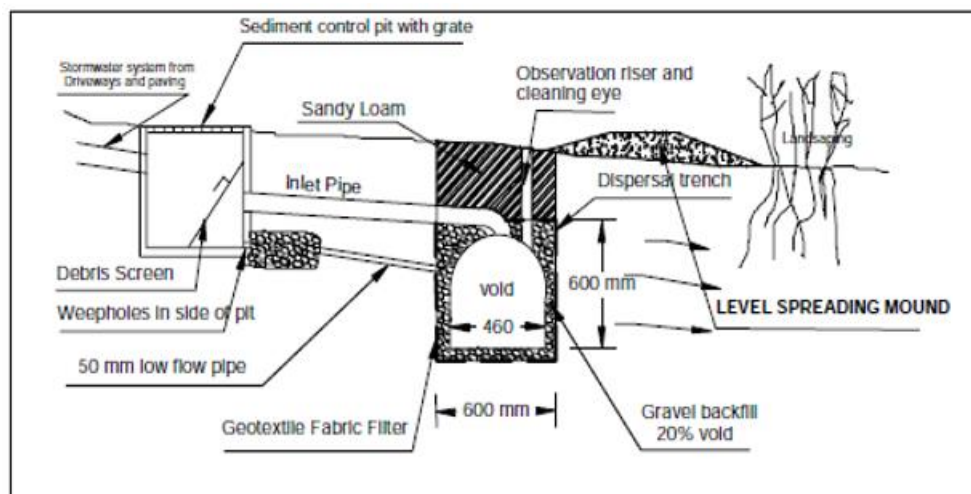 Sediment control pit with grate
Stormwater system from
Driveways and paving
Observation riser and
cleaning eye
Sandy Loam
Landscaping
Inlet Pipe
Dispersal trench
Debris Screen
void
600 mm
LEVEL SPREADING MOUND
Weepholes in side of pit
460
50 mm low flow pipe
600 mm
Gravel backfill
20% void
Geotextile Fabric Filter